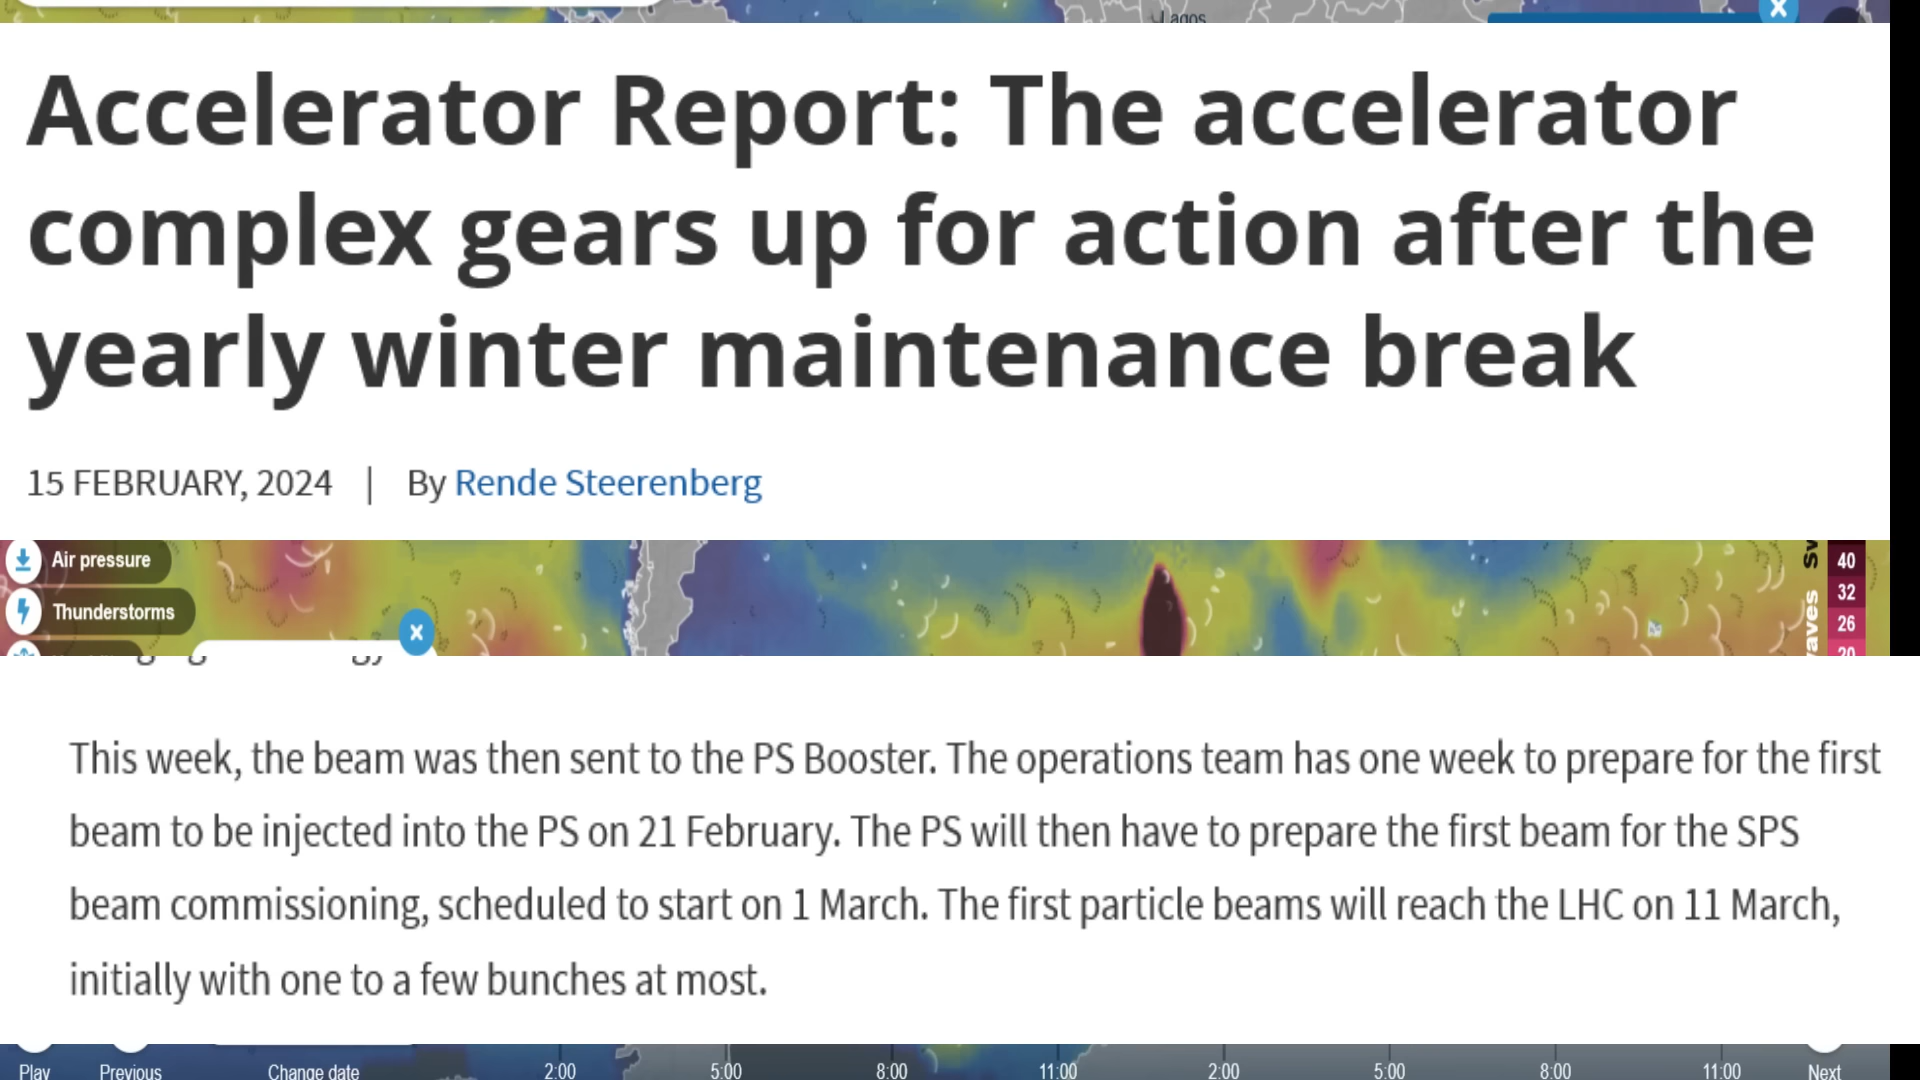 Lagos
Accelerator Report: The accelerator
complex gears up for action after the
yearly winter maintenance break
15 FEBRUARY, 2024 | By Rende Steerenberg
Air pressure
40
Thunderstorms
32
26
20
This week, the beam was then sent to the PS Booster. The operations team has one week to prepare for the first
beam to be injected into the PS on 21 February. The PS will then have to prepare the first beam for the SPS
beam commissioning, scheduled to start on 1 March. The first particle beams will reach the LHC on 11 March,
initially with one to a few bunches at most.
Play Previous Change date 2:00 5:00 8:00 11:00 2:00 5:00 8:00 11:00 Next